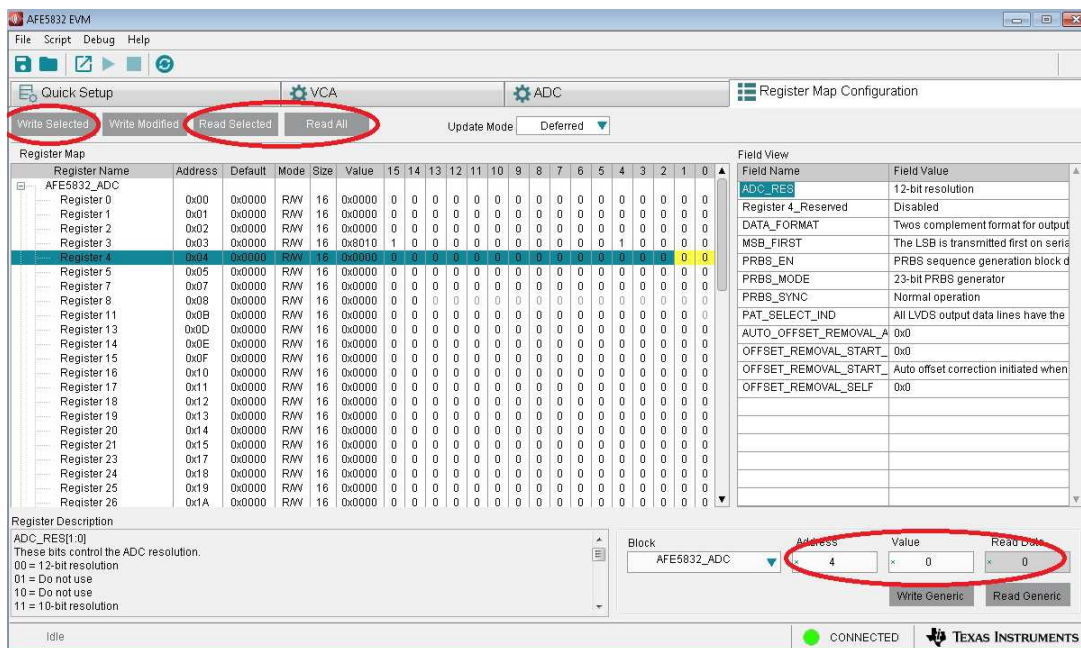 AFE5832 EVM
File Script Debug Help
Quick Setup VCA ADC Register Map Configuration
Write Selected Write Modified Read Selected Read All Update Mode Deferred
Register Map
Register Name Address Default Mode Size Value 15 14 13 12 11 10 9 8 7 6 5 4 3 2 1 0
AFE5832_ADC
Register 0 0x00 0x0000 R/W 16 0x0000 0 0 0 0 0 0 0 0 0 0 0 0 0 0 0 0
Register 1 0x01 0x0000 R/W 16 0x0000 0 0 0 0 0 0 0 0 0 0 0 0 0 0 0 0
Register 2 0x02 0x0000 R/W 16 0x0000 0 0 0 0 0 0 0 0 0 0 0 0 0 0 0 0
Register 3 0x03 0x0000 R/W 16 0x8010 1 0 0 0 0 0 0 0 0 0 0 1 0 0 0 0
Register 4 0x04 0x0000 R/W 16 0x0000 0 0 0 0 0 0 0 0 0 0 0 0 0 0 0 0
Register 5 0x05 0x0000 R/W 16 0x0000 0 0 0 0 0 0 0 0 0 0 0 0 0 0 0 0
Register 7 0x07 0x0000 R/W 16 0x0000 0 0 0 0 0 0 0 0 0 0 0 0 0 0 0 0
Register 8 0x08 0x0000 R/W 16 0x0000 0 0 0 0 0 0 0 0 0 0 0 0 0 0 0 0
Register 11 0x0B 0x0000 R/W 16 0x0000 0 0 0 0 0 0 0 0 0 0 0 0 0 0 0 0
Register 13 0x0D 0x0000 R/W 16 0x0000 0 0 0 0 0 0 0 0 0 0 0 0 0 0 0 0
Register 14 0x0E 0x0000 R/W 16 0x0000 0 0 0 0 0 0 0 0 0 0 0 0 0 0 0 0
Register 15 0x0F 0x0000 R/W 16 0x0000 0 0 0 0 0 0 0 0 0 0 0 0 0 0 0 0
Register 16 0x10 0x0000 R/W 16 0x0000 0 0 0 0 0 0 0 0 0 0 0 0 0 0 0 0
Register 17 0x11 0x0000 R/W 16 0x0000 0 0 0 0 0 0 0 0 0 0 0 0 0 0 0 0
Register 18 0x12 0x0000 R/W 16 0x0000 0 0 0 0 0 0 0 0 0 0 0 0 0 0 0 0
Register 19 0x13 0x0000 R/W 16 0x0000 0 0 0 0 0 0 0 0 0 0 0 0 0 0 0 0
Register 20 0x14 0x0000 R/W 16 0x0000 0 0 0 0 0 0 0 0 0 0 0 0 0 0 0 0
Register 21 0x15 0x0000 R/W 16 0x0000 0 0 0 0 0 0 0 0 0 0 0 0 0 0 0 0
Register 23 0x17 0x0000 R/W 16 0x0000 0 0 0 0 0 0 0 0 0 0 0 0 0 0 0 0
Register 24 0x18 0x0000 R/W 16 0x0000 0 0 0 0 0 0 0 0 0 0 0 0 0 0 0 0
Register 25 0x19 0x0000 R/W 16 0x0000 0 0 0 0 0 0 0 0 0 0 0 0 0 0 0 0
Register 26 0x1A 0x0000 R/W 16 0x0000 0 0 0 0 0 0 0 0 0 0 0 0 0 0 0 0
Field View
Field Name Field Value
ADC_RES 12-bit resolution
Register 4_Reserved Disabled
DATA_FORMAT Twos complement format for output
MSB_FIRST The LSB is transmitted first on seria
PRBS_EN PRBS sequence generation block d
PRBS_MODE 23-bit PRBS generator
PRBS_SYNC Normal operation
PAT_SELECT_IND All LVDS output data lines have the
AUTO_OFFSET_REMOVAL_A 0x0
OFFSET_REMOVAL_START_ 0x0
OFFSET_REMOVAL_START_ Auto offset correction initiated when
OFFSET_REMOVAL_SELF 0x0
Register Description
ADC_RES[1:0]
These bits control the ADC resolution.
00 = 12-bit resolution
01 = Do not use
10 = Do not use
11 = 10-bit resolution
Block Address Value Read Data
AFE5832_ADC 4 0 0
Write Generic Read Generic
Idle CONNECTED TEXAS INSTRUMENTS